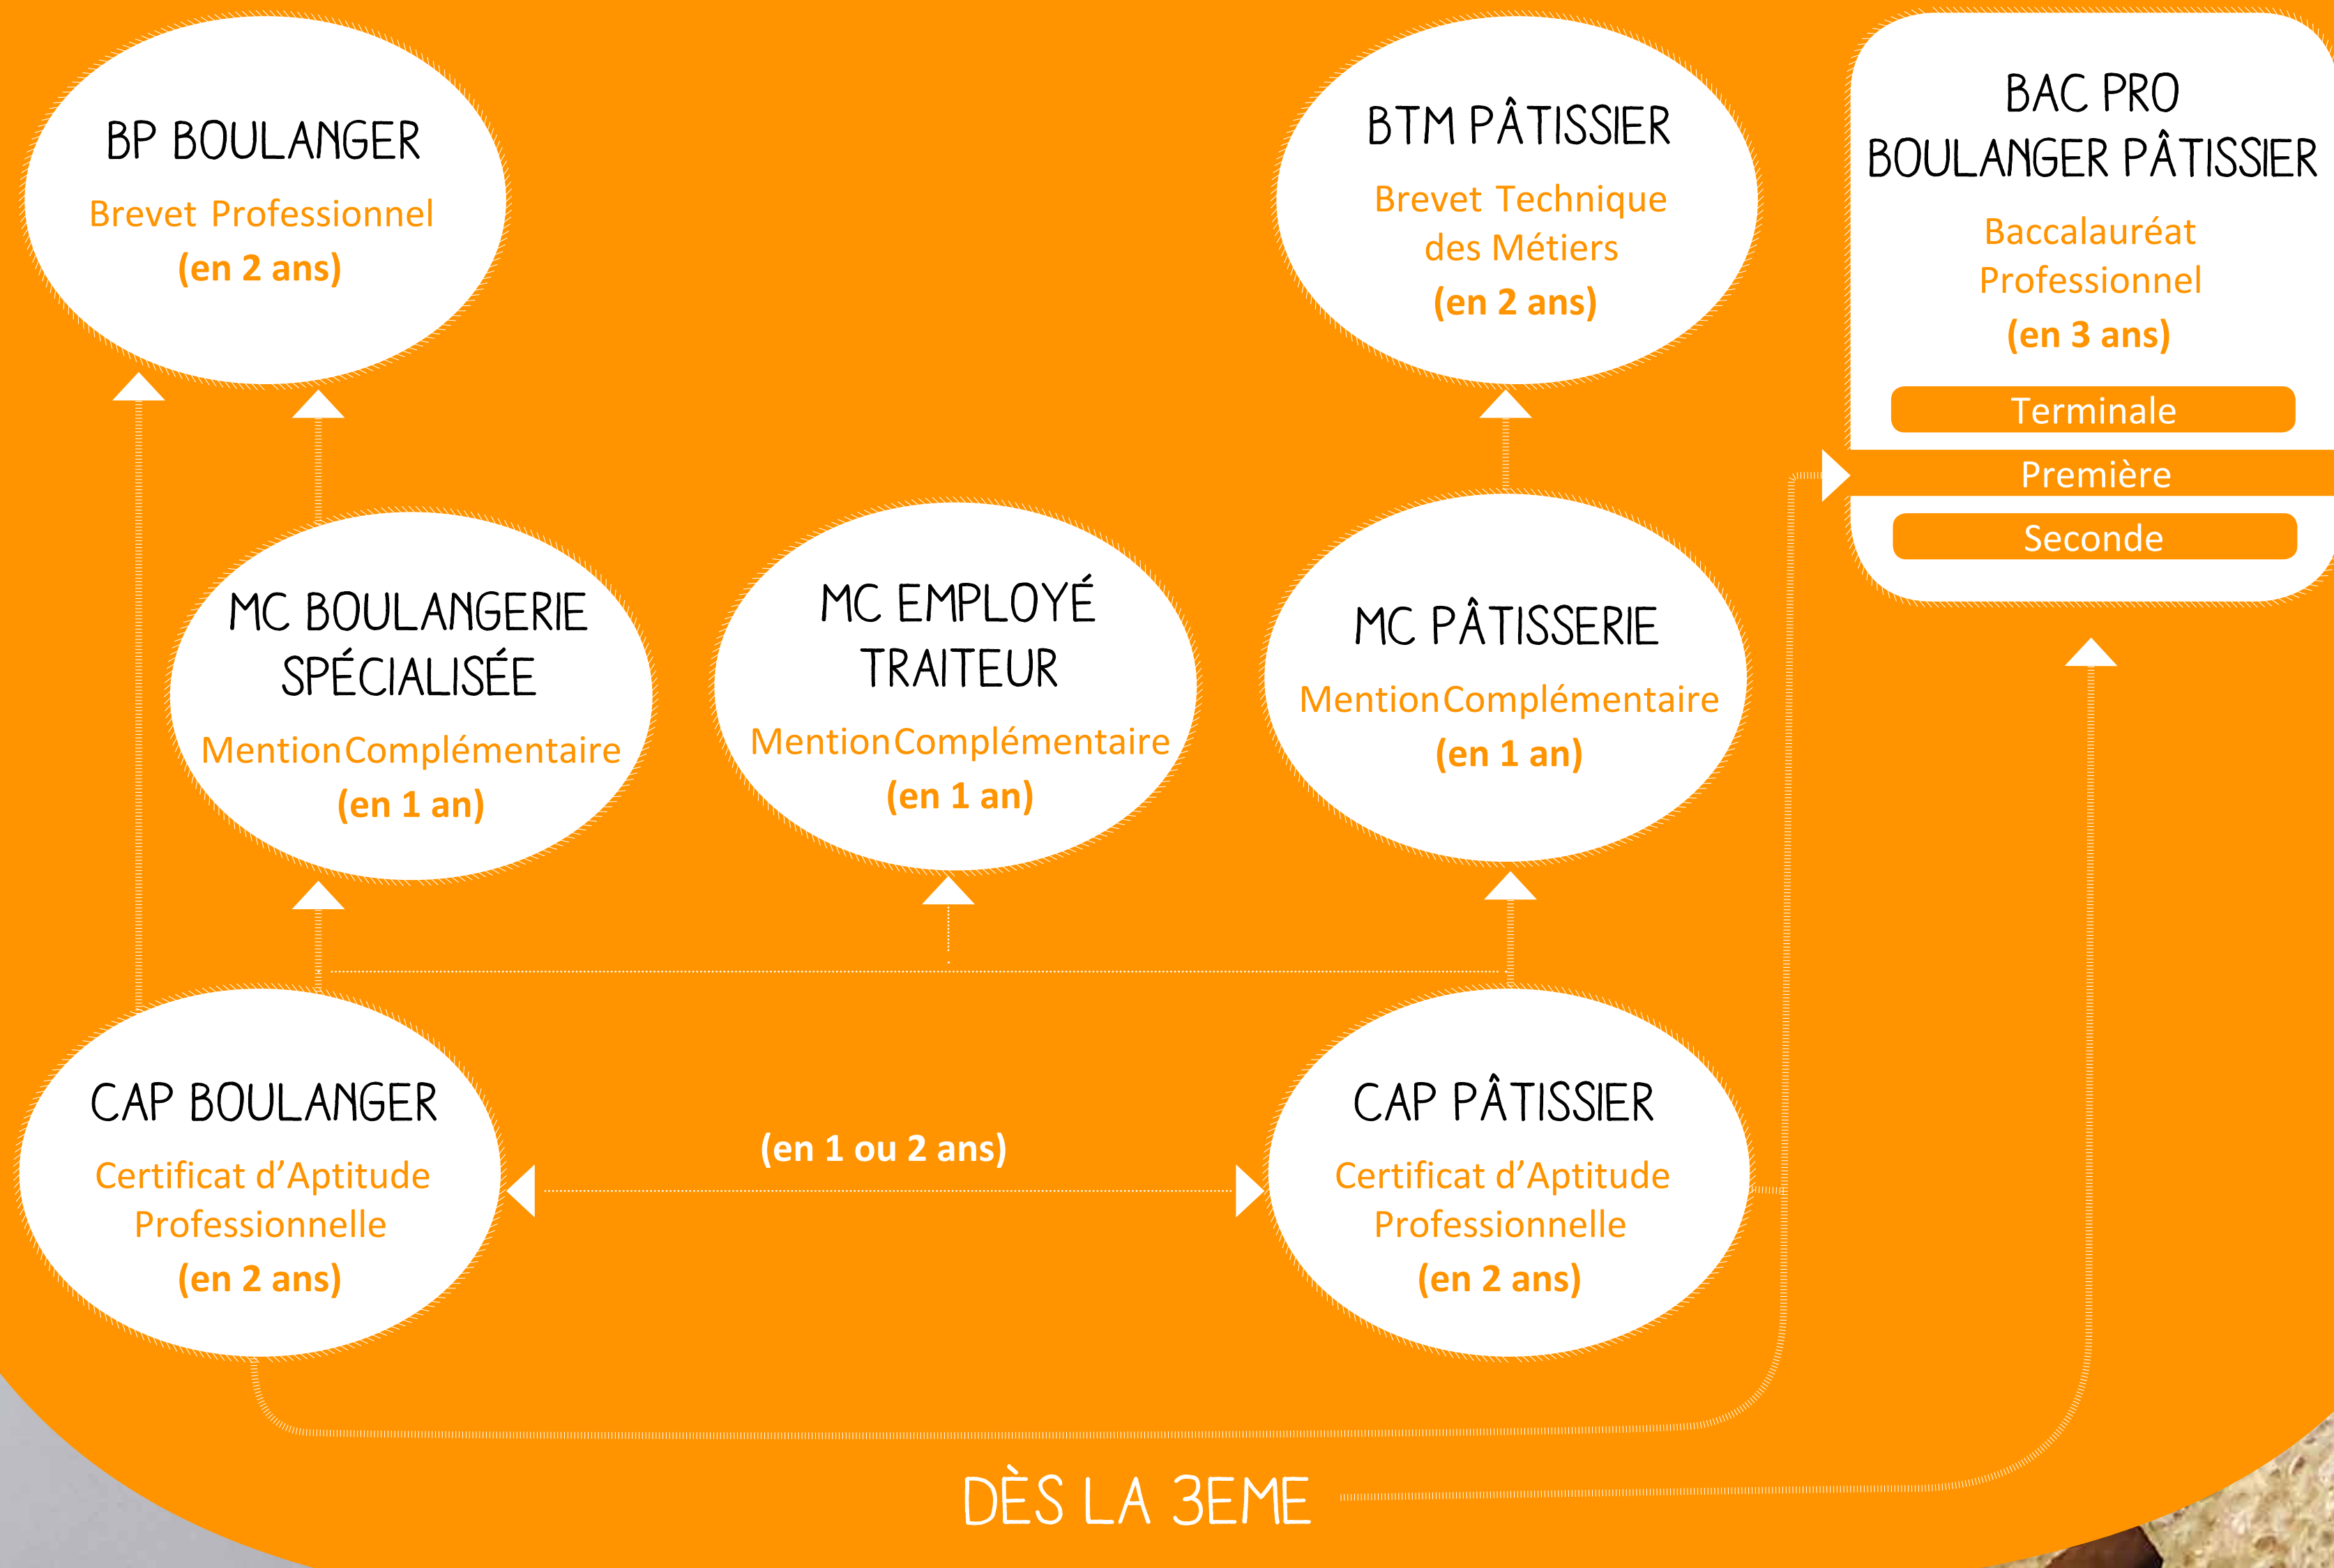 BP BOULANGER
Brevet Professionnel
(en 2 ans)
BTM PÂTISSIER
Brevet Technique
des Métiers
(en 2 ans)
BAC PRO
BOULANGER PÂTISSIER
Baccalauréat
Professionnel
(en 3 ans)
Terminale
Première
Seconde
MC BOULANGERIE
SPÉCIALISÉE
Mention Complémentaire
(en 1 an)
MC EMPLOYÉ
TRAITEUR
Mention Complémentaire
(en 1 an)
MC PÂTISSERIE
Mention Complémentaire
(en 1 an)
CAP BOULANGER
Certificat d’Aptitude
Professionnelle
(en 2 ans)
(en 1 ou 2 ans)
CAP PÂTISSIER
Certificat d’Aptitude
Professionnelle
(en 2 ans)
DÈS LA 3EME